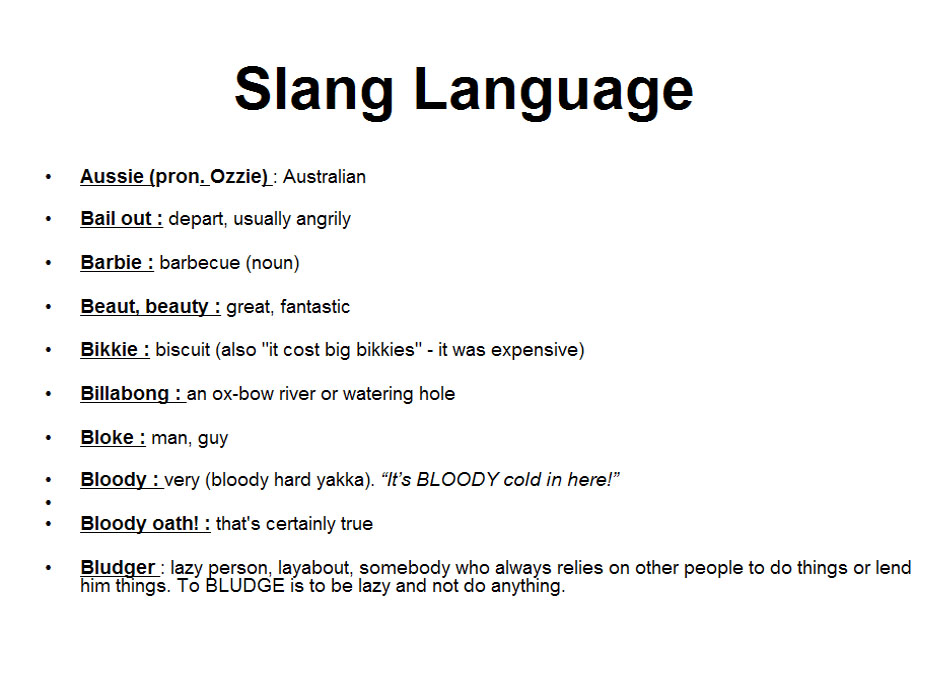 Slang Language
• Aussie (pron. Ozzie) : Australian
• Bail out : depart, usually angrily
• Barbie : barbecue (noun)
• Beaut, beauty : great, fantastic
• Bikkie : biscuit (also "it cost big bikkies" - it was expensive)
• Billabong : an ox-bow river or watering hole
• Bloke : man, guy
• Bloody : very (bloody hard yakka). “It’s BLOODY cold in here!”
•
• Bloody oath! : that's certainly true
• Bludger : lazy person, layabout, somebody who always relies on other people to do things or lend
him things. To BLUDGE is to be lazy and not do anything.